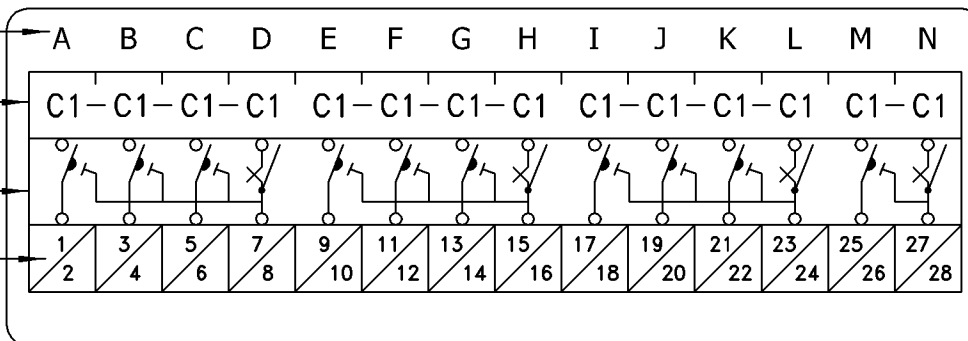 A B C D E F G H I J K L M N
C1-C1-C1-C1 C1-C1-C1-C1 C1-C1-C1-C1 C1-C1
1 3 5 7 9 11 13 15 17 19 21 23 25 27
2 4 6 8 10 12 14 16 18 20 22 24 26 28